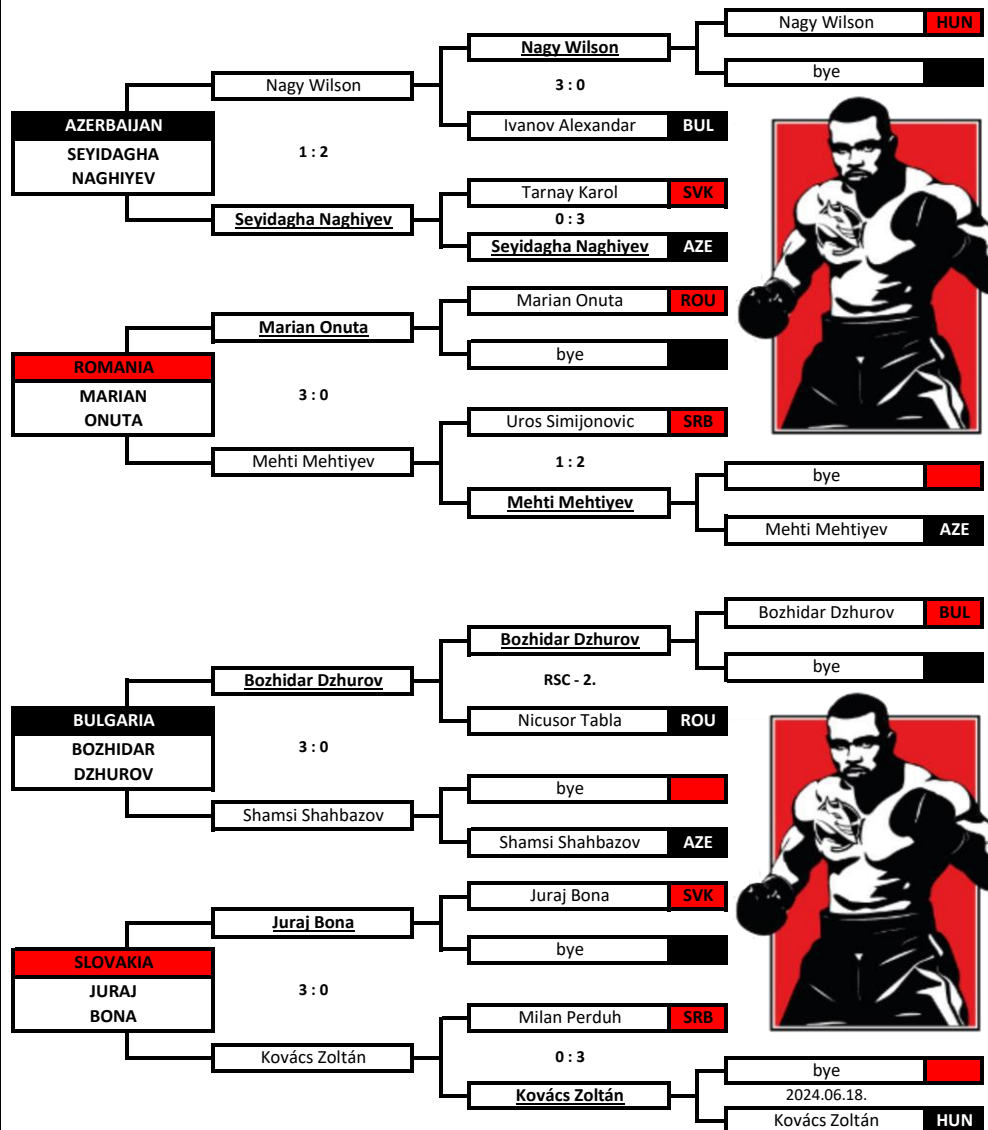 Nagy Wilson HUN
Nagy Wilson
Nagy Wilson
bye
3 : 0
AZERBAIJAN
Ivanov Alexandar BUL
SEYIDAGHA
NAGHIYEV
1 : 2
Tarnay Karol SVK
Seyidagha Naghiyev
0 : 3
Seyidagha Naghiyev AZE
Marian Onuta ROU
Marian Onuta
bye
ROMANIA
MARIAN
ONUTA
3 : 0
Uros Simijonovic SRB
Mehti Mehtiyev
1 : 2
bye
Mehti Mehtiyev
Mehti Mehtiyev AZE
Bozhidar Dzhurov BUL
Bozhidar Dzhurov
bye
Bozhidar Dzhurov
RSC - 2.
BULGARIA
Nicusor Tabla ROU
BOZHIDAR
DZHUROV
3 : 0
bye
Shamsi Shahbazov
Shamsi Shahbazov AZE
Juraj Bona SVK
Juraj Bona
bye
SLOVAKIA
JURAJ
BONA
3 : 0
Milan Perduh SRB
Kovács Zoltán
0 : 3
bye
Kovács Zoltán
2024.06.18.
Kovács Zoltán HUN